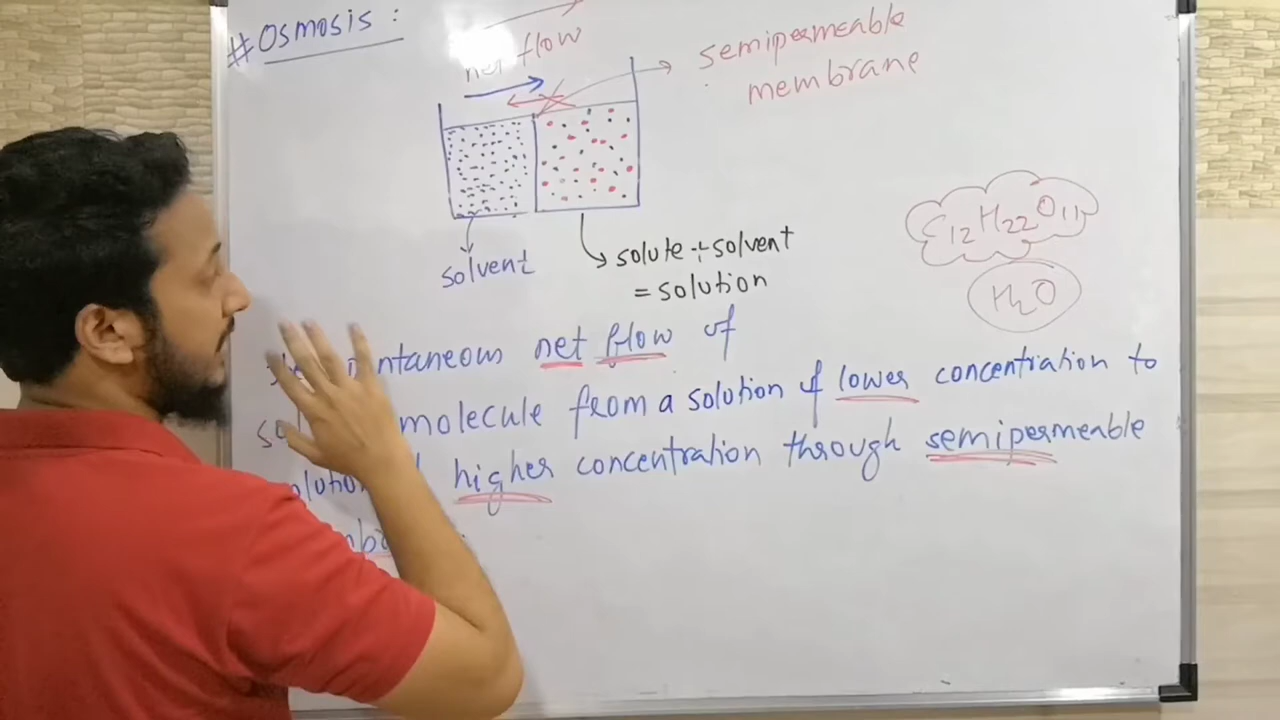 #Osmosis :
net flow
semipermeable
membrane
C12H22O11
solvent
solute + solvent
= solution
H2O
net flow of
molecule from a solution of lower concentration to
higher concentration through semipermeable